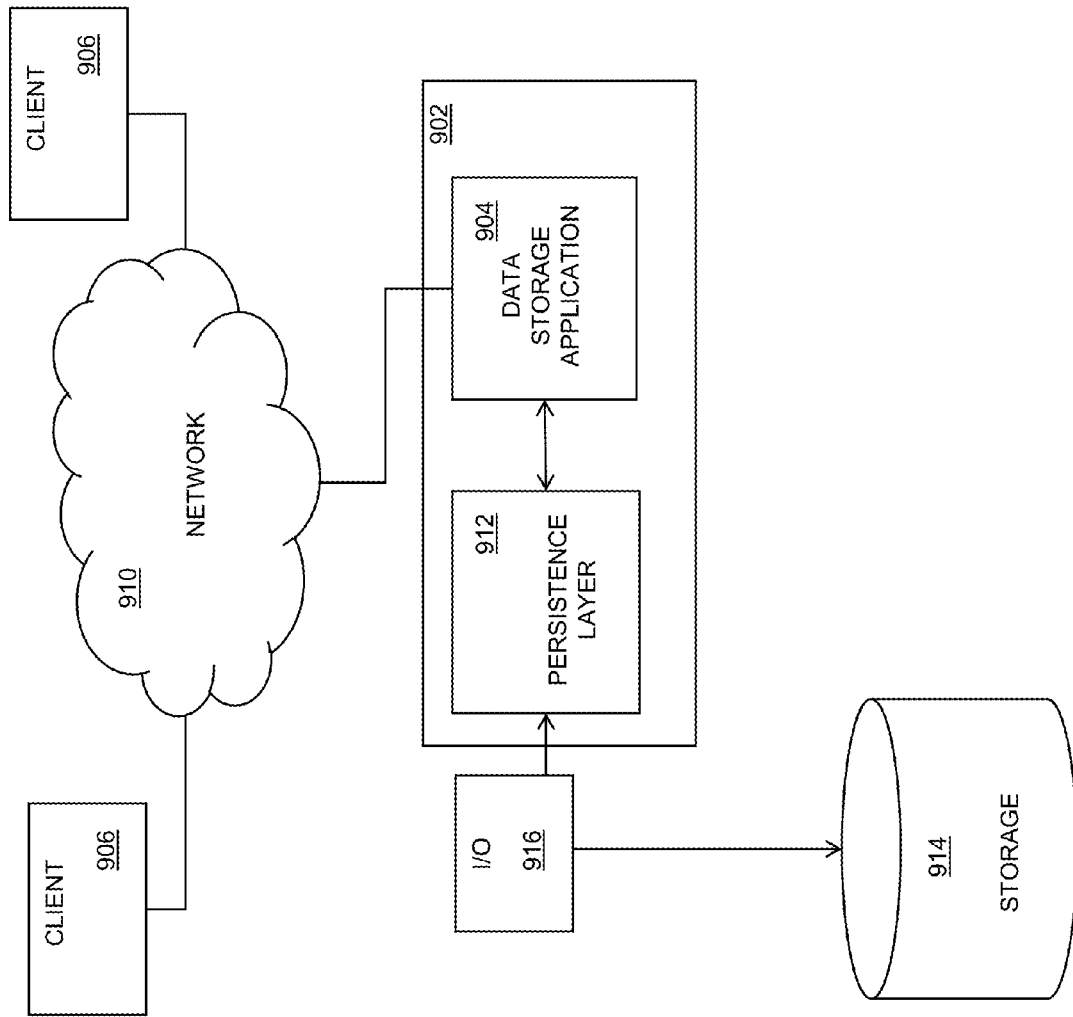 CLIENT
906
CLIENT
906
910
NETWORK
902
I/O
916
912
PERSISTENCE
LAYER
904
DATA
STORAGE
APPLICATION
914
STORAGE